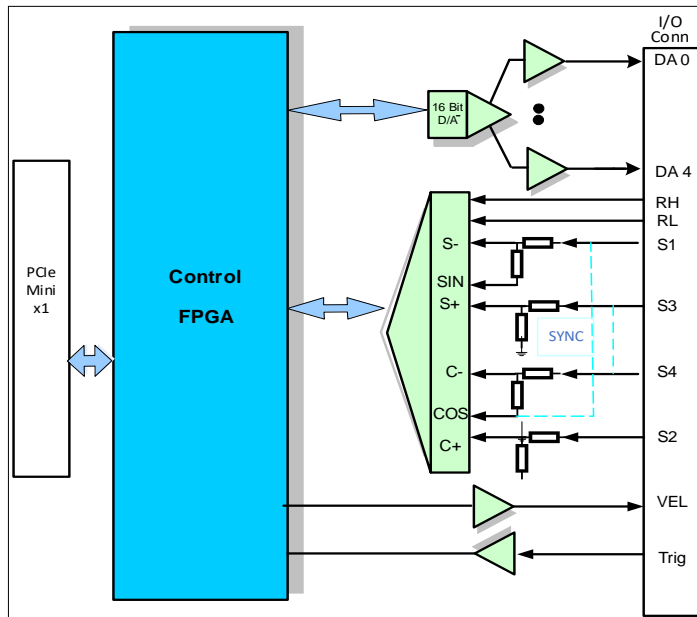 I/O
Conn
DA 0
16 Bit
D/A
DA 4
RH
RL
S-
S1
SIN
S+
S3
PCIe
Mini
x1
Control
FPGA
SYNC
C-
S4
COS
C+
S2
VEL
Trig